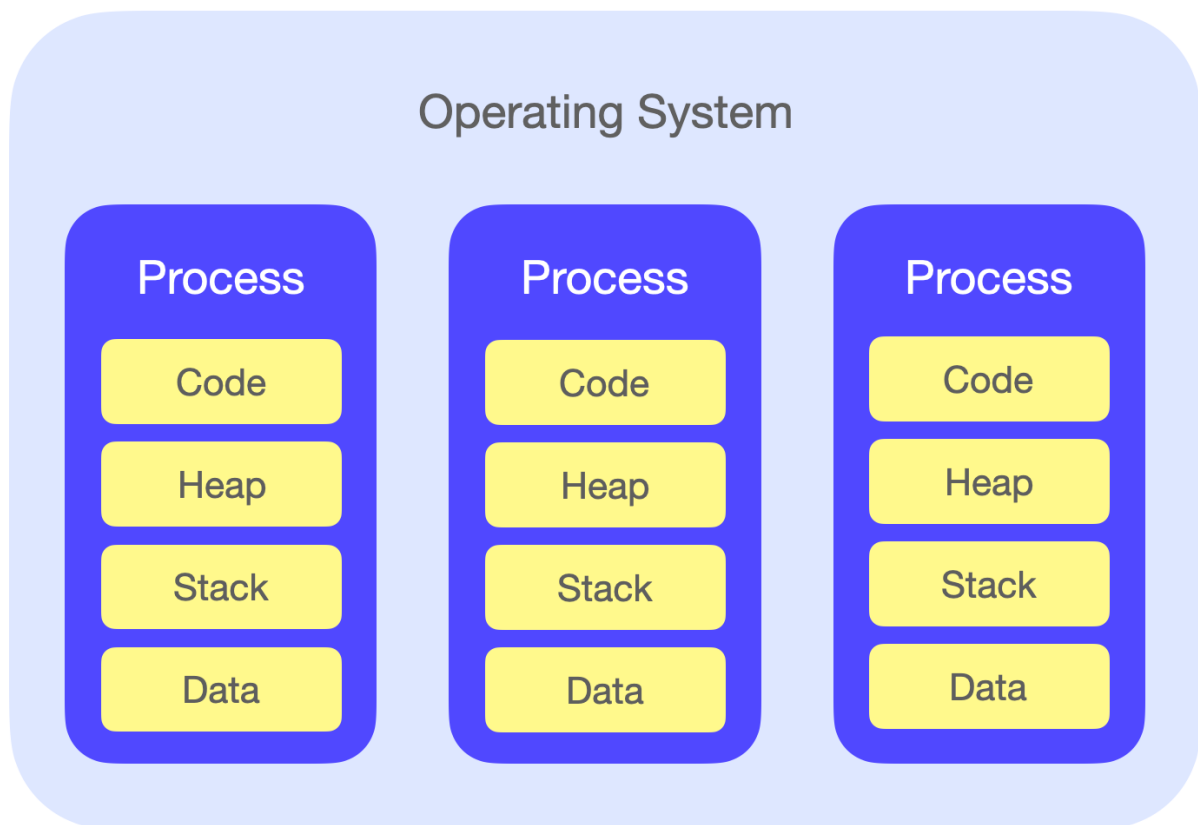 Operating System
Process
Code
Heap
Stack
Data
Process
Code
Heap
Stack
Data
Process
Code
Heap
Stack
Data